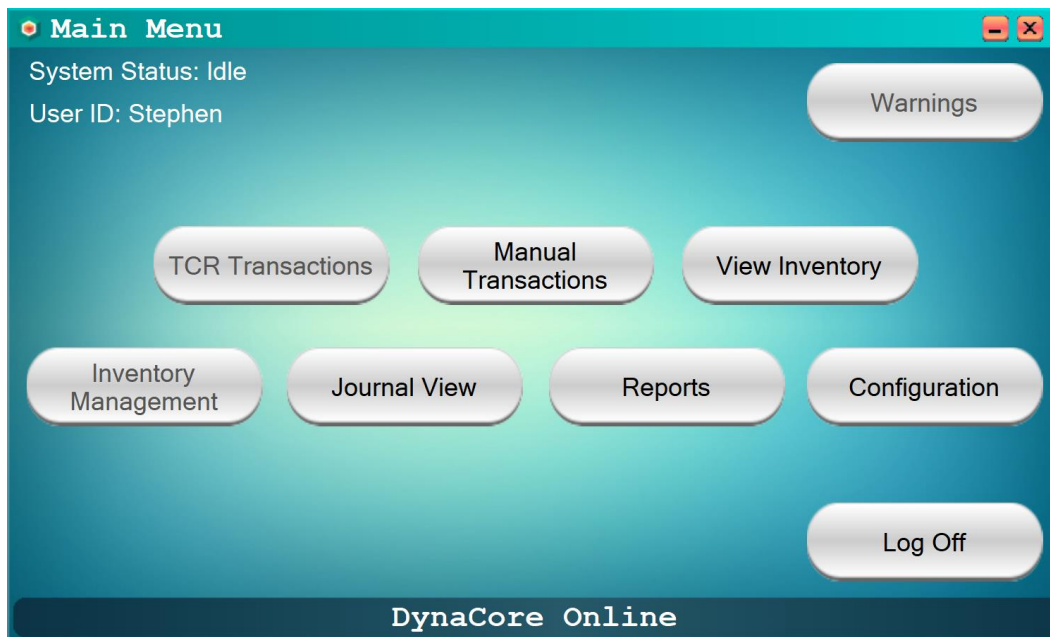 Main Menu
System Status: Idle
User ID: Stephen
Warnings
TCR Transactions
Manual
Transactions
View Inventory
Inventory
Management
Journal View
Reports
Configuration
Log Off
DynaCore Online